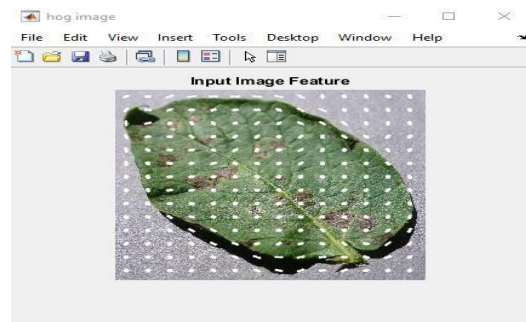 hog image
File Edit View Insert Tools Desktop Window Help
Input Image Feature